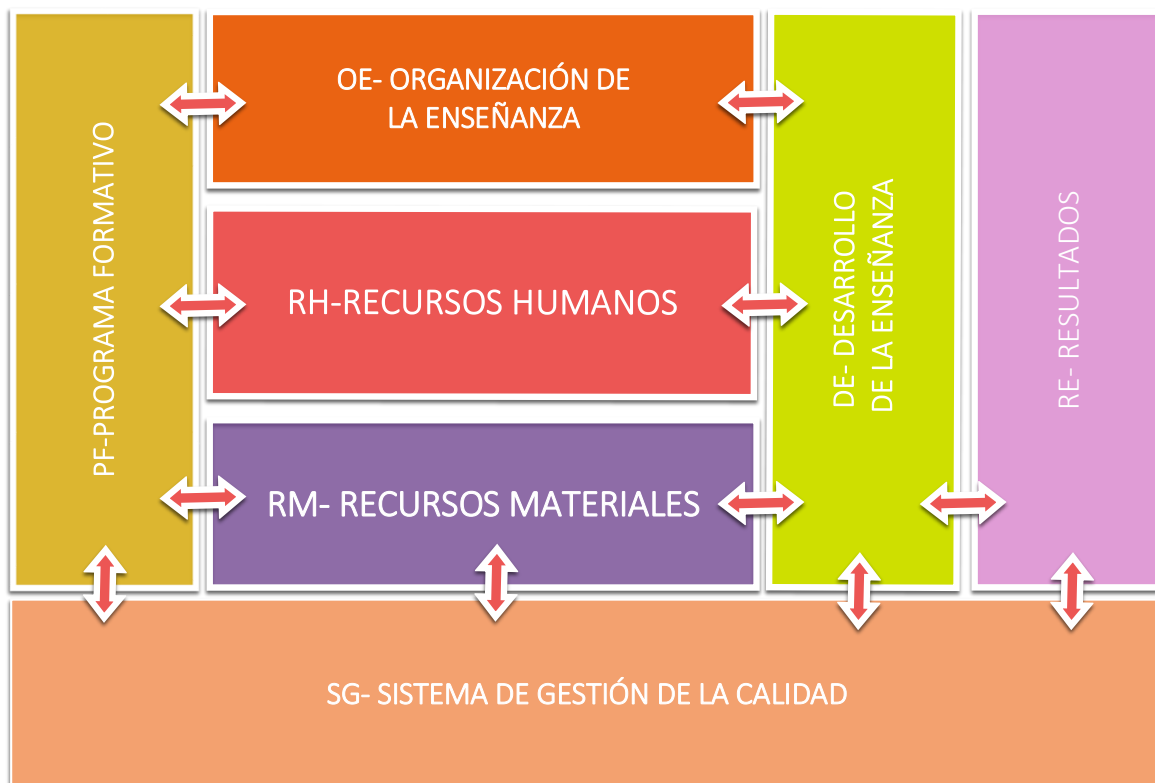 PF-PROGRAMA FORMATIVO
OE- ORGANIZACIÓN DE
LA ENSEÑANZA
RH-RECURSOS HUMANOS
RM- RECURSOS MATERIALES
DE- DESARROLLO
DE LA ENSEÑANZA
RE- RESULTADOS
SG- SISTEMA DE GESTIÓN DE LA CALIDAD